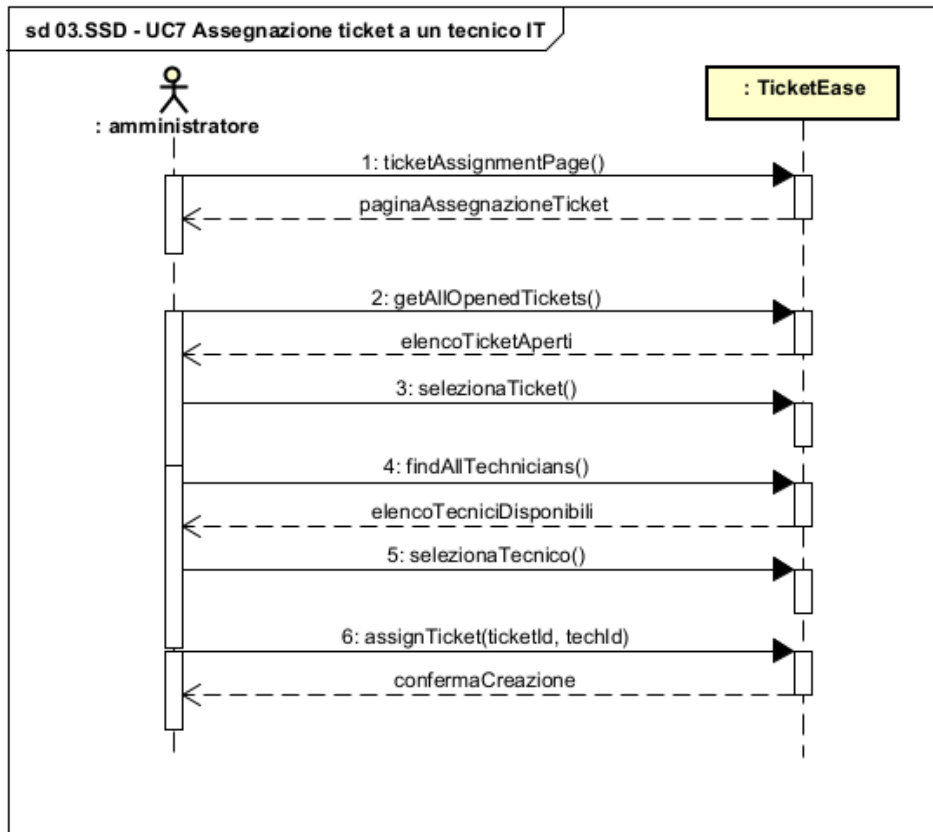 sd 03.SSD - UC7 Assegnazione ticket a un tecnico IT
: amministratore
: TicketEase
1: ticketAssignmentPage()
paginaAssegnazioneTicket
2: getAllOpenedTickets()
elencoTicketAperti
3: selezionaTicket()
4: findAllTechnicians()
elencoTecniciDisponibili
5: selezionaTecnico()
6: assignTicket(ticketId, techId)
confermaCreazione